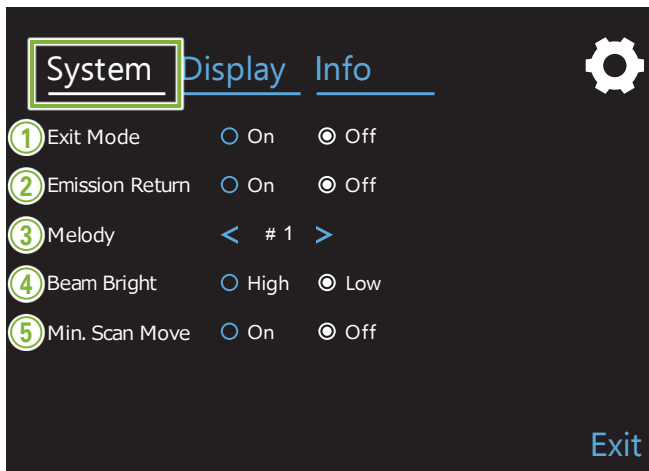 System Display Info
1 Exit Mode On Off
2 Emission Return On Off
3 Melody < # 1 >
4 Beam Bright High Low
5 Min. Scan Move On Off
Exit